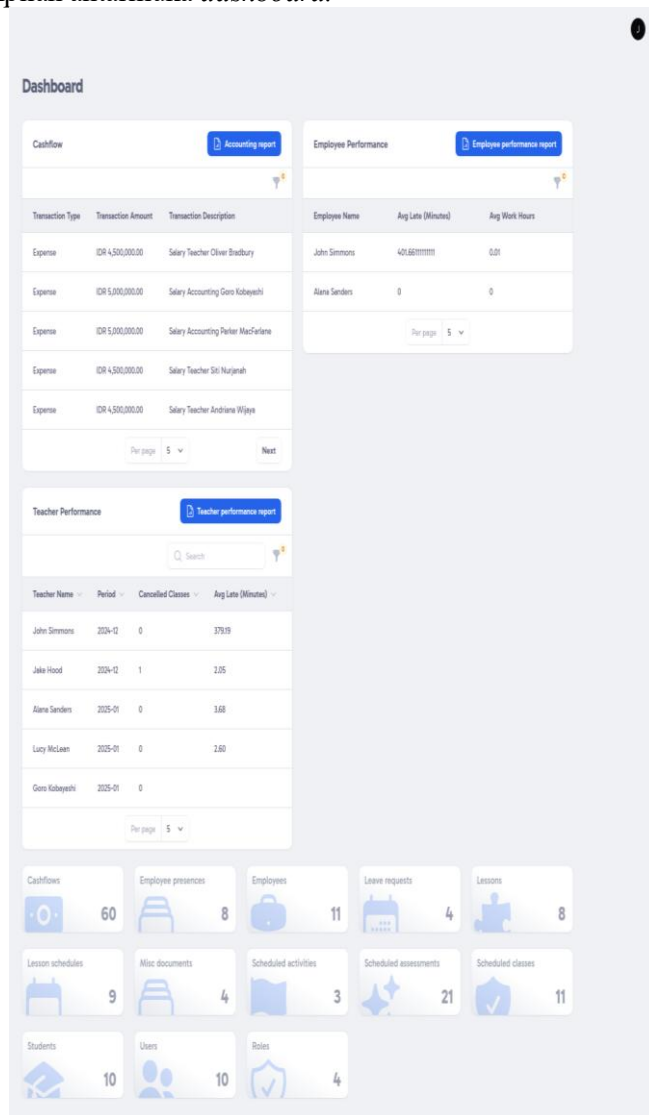 dashboard.
J
Dashboard
Cashflow
Accounting report
0
Transaction Type Transaction Amount Transaction Description
Expense IDR 4,500,000.00 Salary Teacher Oliver Bradbury
Expense IDR 5,000,000.00 Salary Accounting Goro Kobayashi
Expense IDR 5,000,000.00 Salary Accounting Parker MacFarlane
Expense IDR 4,500,000.00 Salary Teacher Siti Nurjanah
Expense IDR 4,500,000.00 Salary Teacher Andriana Wijaya
Per page 5
Next
Employee Performance
Employee performance report
0
Employee Name Avg Late (Minutes) Avg Work Hours
John Simmons 401.66111111111 0.01
Alana Sanders 0 0
Per page 5
Teacher Performance
Teacher performance report
Search
0
Teacher Name Period Cancelled Classes Avg Late (Minutes)
John Simmons 2024-12 0 379.19
Jake Hood 2024-12 1 2.05
Alana Sanders 2025-01 0 3.68
Lucy McLean 2025-01 0 2.60
Goro Kobayashi 2025-01 0
Per page 5
Cashflows
60
Employee presences
8
Employees
11
Leave requests
4
Lessons
8
Lesson schedules
9
Misc documents
4
Scheduled activities
3
Scheduled assessments
21
Scheduled classes
11
Students
10
Users
10
Roles
4